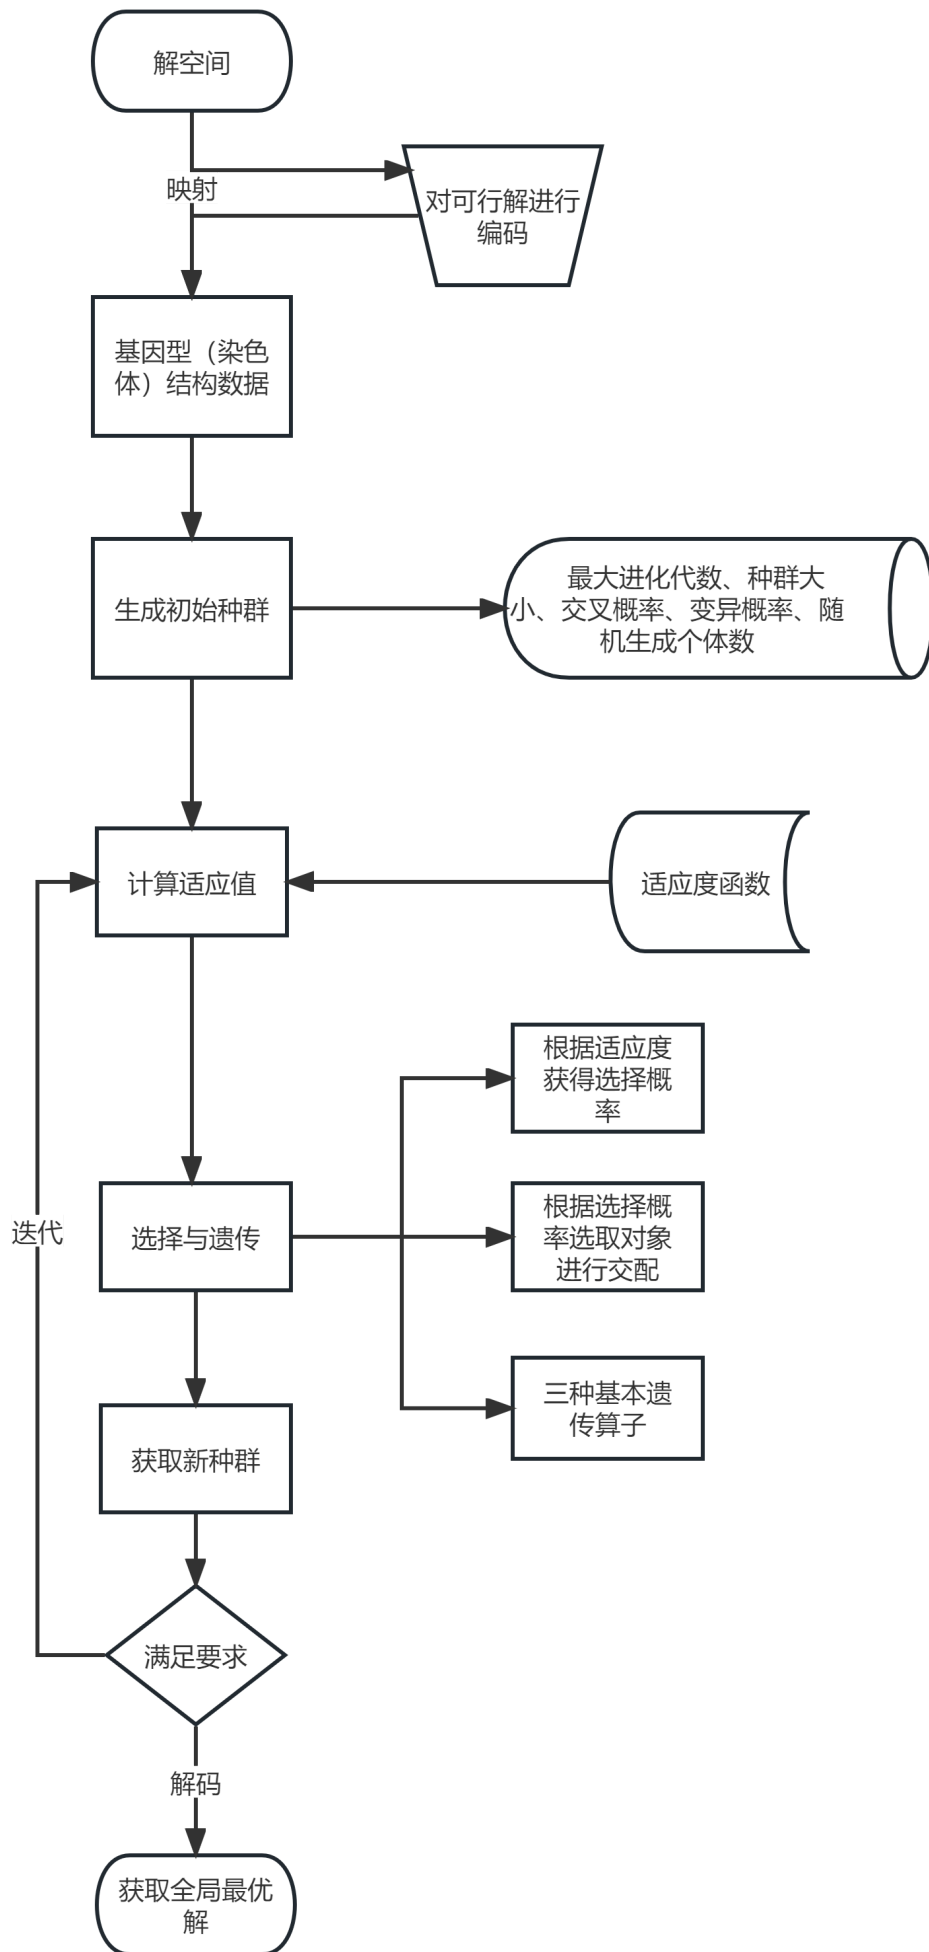 解空间
映射
对可行解进行
编码
基因型（染色
体）结构数据
生成初始种群
最大进化代数、种群大
小、交叉概率、变异概率、随
机生成个体数
计算适应值
适应度函数
根据适应度
获得选择概
率
迭代
选择与遗传
根据选择概
率选取对象
进行交配
三种基本遗
传算子
获取新种群
满足要求
解码
获取全局最优
解